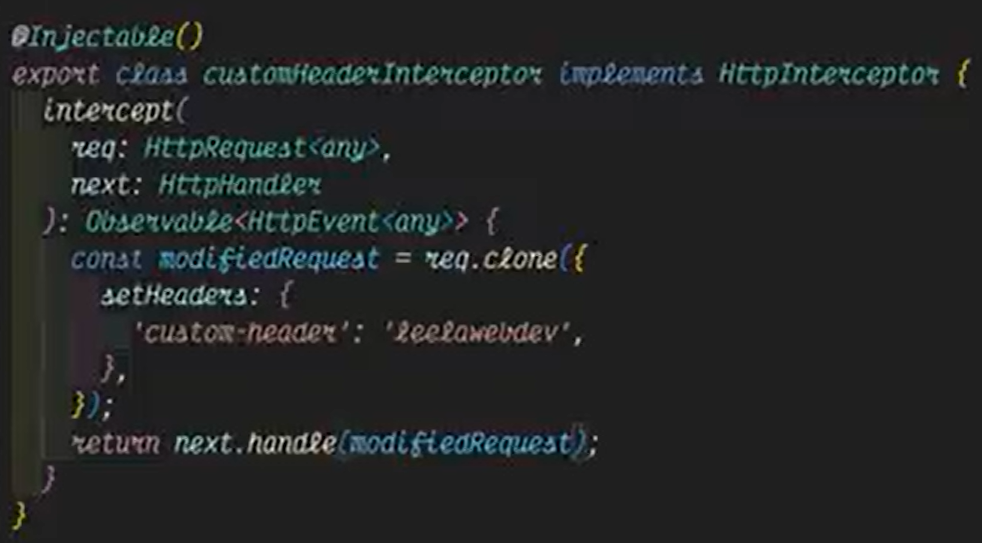 @Injectable()
export class customHeaderInterceptor implements HttpInterceptor {
intercept(
req: HttpRequest<any>,
next: HttpHandler
): Observable<HttpEvent<any>> {
const modifiedRequest = req.clone({
setHeaders: {
'custom-header': 'leelawebdev',
},
});
return next.handle(modifiedRequest);
}
}